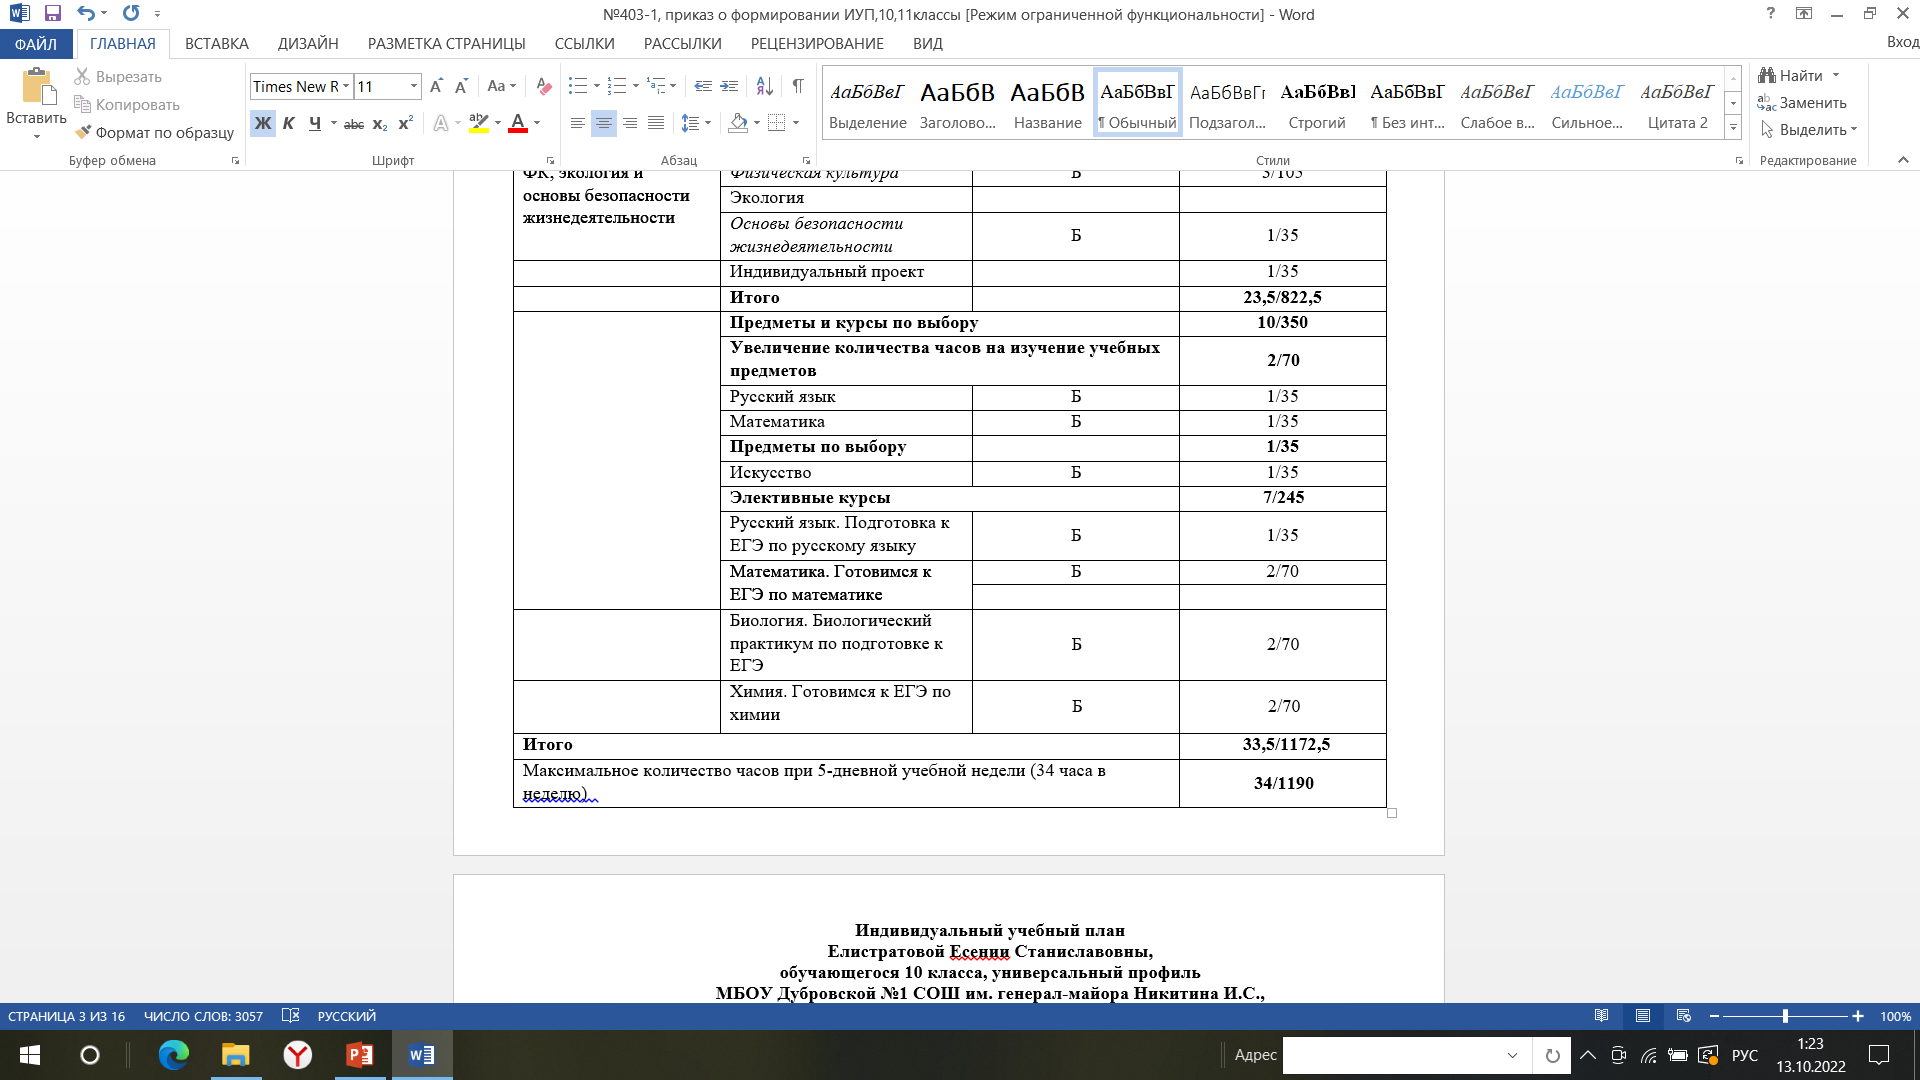 №403-1, приказ о формировании ИУП,10,11классы [Режим ограниченной функциональности] - Word
ФАЙЛ ГЛАВНАЯ ВСТАВКА ДИЗАЙН РАЗМЕТКА СТРАНИЦЫ ССЫЛКИ РАССЫЛКИ РЕЦЕНЗИРОВАНИЕ ВИД Вход
Вставить
Вырезать
Копировать
Формат по образцу
Буфер обмена
Times New R 11
Ж К Ч abc x₂ x²
Шрифт
Абзац
АаБбВвГ АаБбВ АаБбВ АаБбВвГ АаБбВвГг АаБбВвІ АаБбВвГ АаБбВвГ АаБбВвГ АаБбВвГ
Выделение Заголово... Название ¶ Обычный Подзагол... Строгий ¶ Без инт... Слабое в... Сильное... Цитата 2
Стили
Найти
Заменить
Выделить
Редактирование
ФК, экология и основы безопасности жизнедеятельности
Физическая культура Б 3/105
Экология
Основы безопасности
жизнедеятельности Б 1/35
Индивидуальный проект 1/35
Итого 23,5/822,5
Предметы и курсы по выбору 10/350
Увеличение количества часов на изучение учебных
предметов 2/70
Русский язык Б 1/35
Математика Б 1/35
Предметы по выбору 1/35
Искусство Б 1/35
Элективные курсы 7/245
Русский язык. Подготовка к
ЕГЭ по русскому языку Б 1/35
Математика. Готовимся к Б 2/70
ЕГЭ по математике
Биология. Биологический
практикум по подготовке к
ЕГЭ Б 2/70
Химия. Готовимся к ЕГЭ по
химии Б 2/70
Итого 33,5/1172,5
Максимальное количество часов при 5-дневной учебной недели (34 часа в
неделю) 34/1190
Индивидуальный учебный план
Елистратовой Есении Станиславовны,
обучающегося 10 класса, универсальный профиль
МБОУ Дубровской №1 СОШ им. генерал-майора Никитина И.С.,
СТРАНИЦА 3 ИЗ 16 ЧИСЛО СЛОВ: 3057 РУССКИЙ 100%
Адрес РУС 1:23
13.10.2022